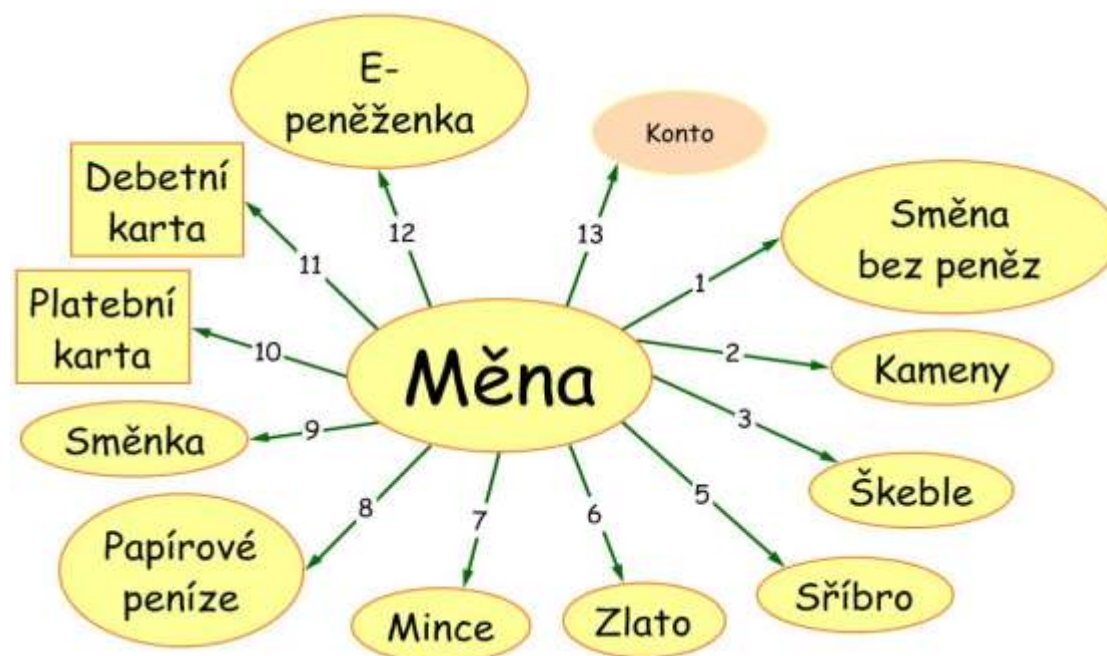 E-
peněženka
Konto
Debetní
karta
Směna
bez peněz
12
13
11
1
Platební
karta
10
Měna
2
Kameny
3
Směnka
9
Škeble
8
7
6
5
Papírové
peníze
Mince
Zlato
Sříbro